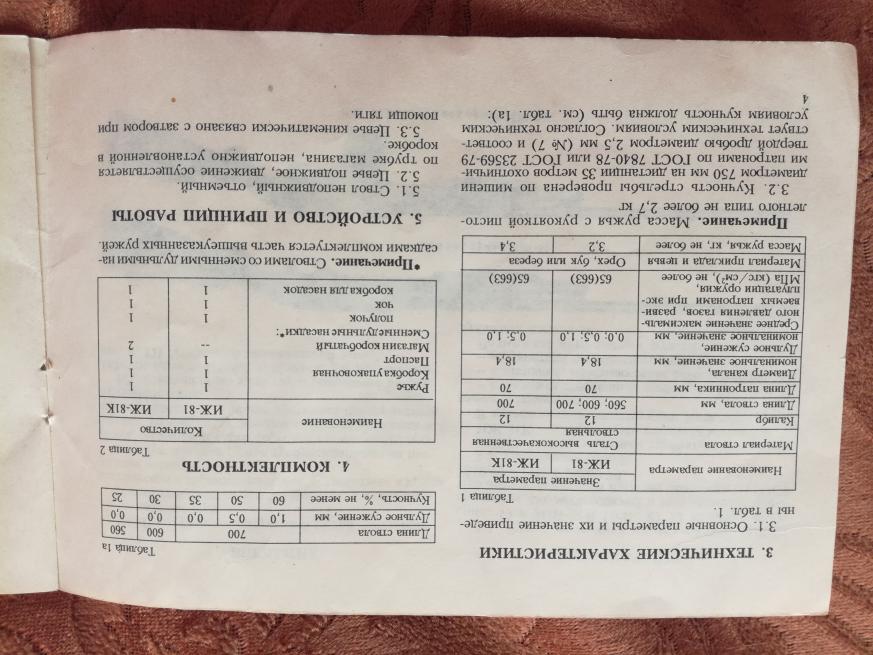 3. ТЕХНИЧЕСКИЕ ХАРАКТЕРИСТИКИ
3.1. Основные параметры и их значение приведе-
ны в табл. 1.
Таблица 1
Наименование параметра
Значение параметра
ИЖ-81 ИЖ-81К
Материал ствола Сталь высококачественная
ствольная
Калибр 12 12
Длина ствола, мм 560; 600; 700 700
Длина патронника, мм 70 70
Диаметр канала,
номинальное значение, мм 18,4 18,4
Дульное сужение,
номинальное значение, мм 0,0; 0,5; 1,0 0,5; 1,0
Среднее значение максималь-
ного давления газов, разви-
ваемых патронами при экс-
плуатации оружия,
МПа (кгс/см²), не более 65(663) 65(663)
Материал приклада и цевья Орех, бук или береза
Масса ружья, кг, не более 3,2 3,4
Примечание. Масса ружья с рукояткой писто-
летного типа не более 2,7 кг.
3.2. Кучность стрельбы проверена по мишени
диаметром 750 мм на дистанции 35 метров охотничьи-
ми патронами по ГОСТ 7840-78 или ГОСТ 23569-79
твердой дробью диаметром 2,5 мм (№ 7) и соответ-
ствует техническим условиям. Согласно техническим
условиям кучность должна быть (см. табл. 1а):
4
Таблица 1а
Длина ствола 700 600 560
Дульное сужение, мм 1,0 0,5 0,0 0,0 0,0
Кучность, %, не менее 60 50 35 30 25
4. КОМПЛЕКТНОСТЬ
Таблица 2
Наименование
Количество
ИЖ-81 ИЖ-81К
Ружье 1 1
Коробка упаковочная 1 1
Паспорт 1 1
Магазин коробчатый -- 2
Сменные дульные насадки*:
получок 1 1
чок 1 1
Коробка для насадок 1 1
*Примечание. Стволами со сменными дульными на-
садками комплектуется часть вышеуказанных ружей.
5. УСТРОЙСТВО И ПРИНЦИП РАБОТЫ
5.1. Ствол неподвижный, отъемный.
5.2. Цевье подвижное, движение осуществляется
по трубке магазина, неподвижно установленной в
коробке.
5.3. Цевье кинематически связано с затвором при
помощи тяги.